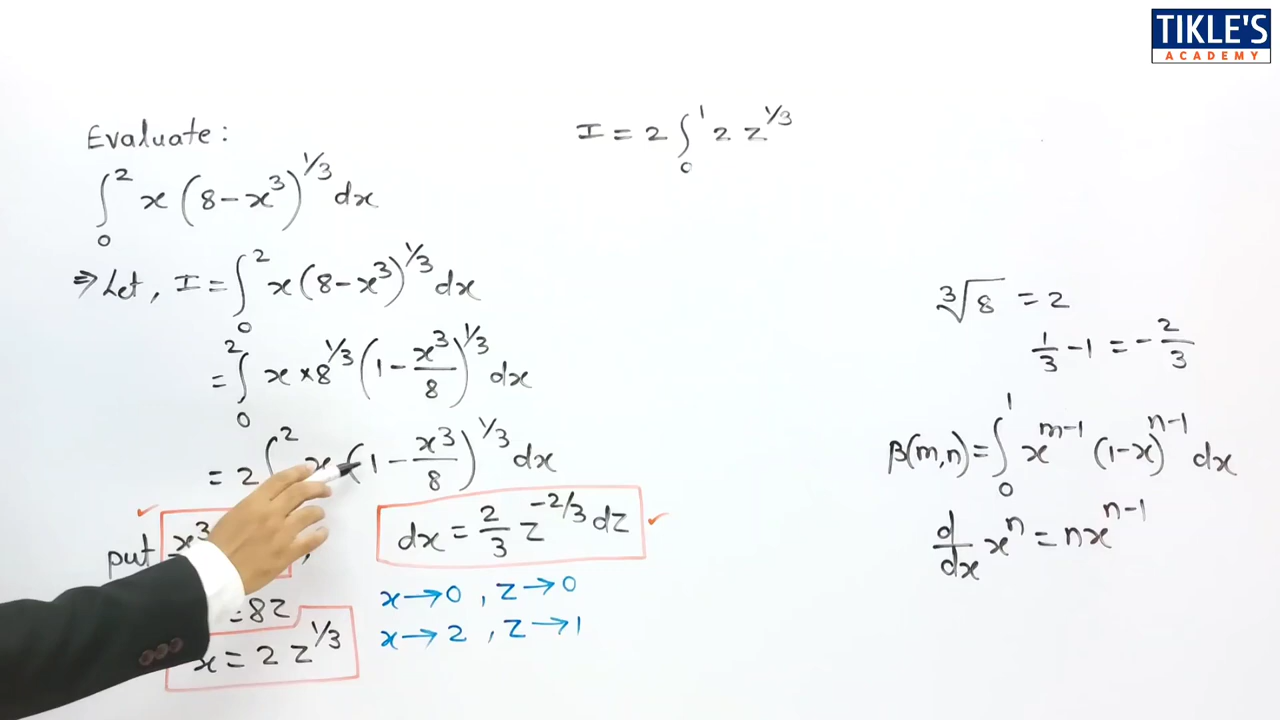 TIKLE'S
ACADEMY
Evaluate:
∫₀² x (8-x³)^{1/3} dx
⇒ Let, I = ∫₀² x (8-x³)^{1/3} dx
= ∫₀² x × 8^{1/3} (1 - x³/8)^{1/3} dx
= 2 ∫ ² x (1 - x³/8)^{1/3} dx
put x³ , dx = 2/3 z^{-2/3} dz
= 8z
x = 2 z^{1/3}
x → 0 , z → 0
x → 2 , z → 1
I = 2 ∫₀¹ 2 z^{1/3}
∛8 = 2
1/3 - 1 = - 2/3
β(m,n) = ∫₀¹ x^{m-1} (1-x)^{n-1} dx
d/dx xⁿ = nx^{n-1}